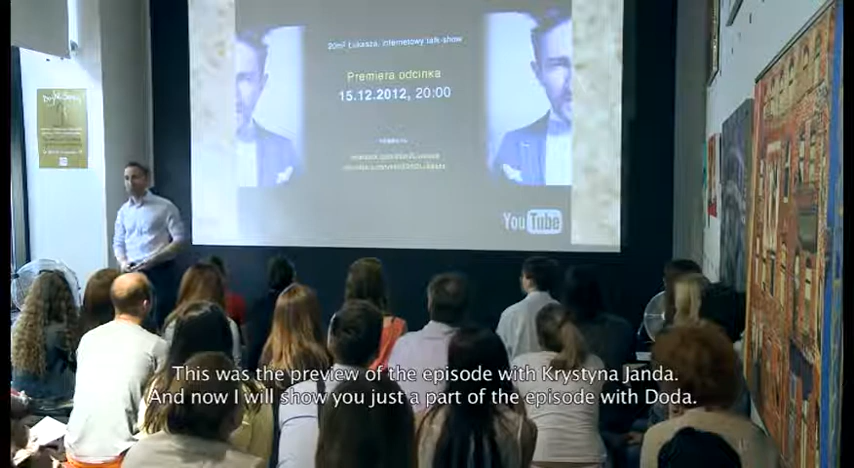 20m² Łukasza, internetowy talk-show
Premiera odcinka
15.12.2012, 20:00
YouTube
This was the preview of the episode with Krystyna Janda.
And now I will show you just a part of the episode with Doda.